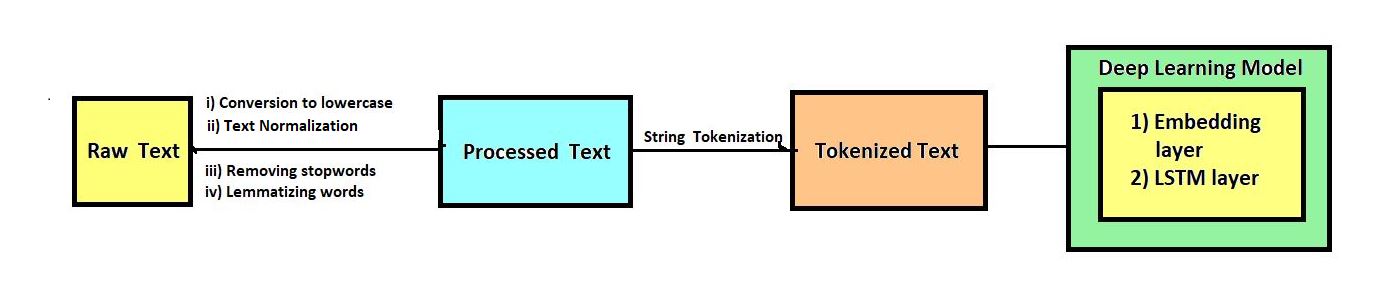 Raw Text
i) Conversion to lowercase
ii) Text Normalization
iii) Removing stopwords
iv) Lemmatizing words
Processed Text
String Tokenization
Tokenized Text
Deep Learning Model
1) Embedding
layer
2) LSTM layer